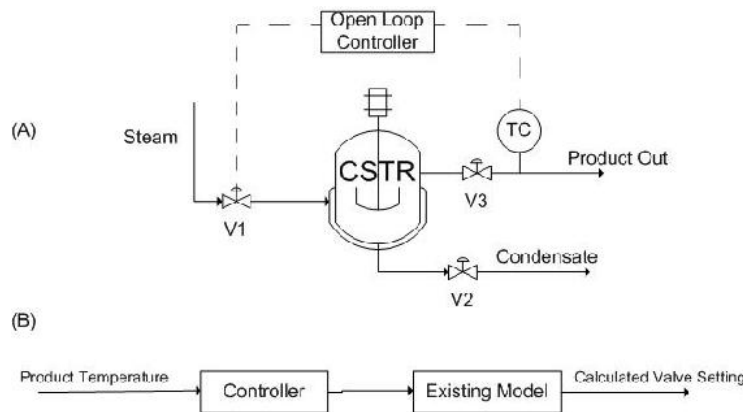 Open Loop
Controller
(A)
Steam
TC
CSTR
Product Out
V1
V3
Condensate
V2
(B)
Product Temperature
Controller
Existing Model
Calculated Valve Setting